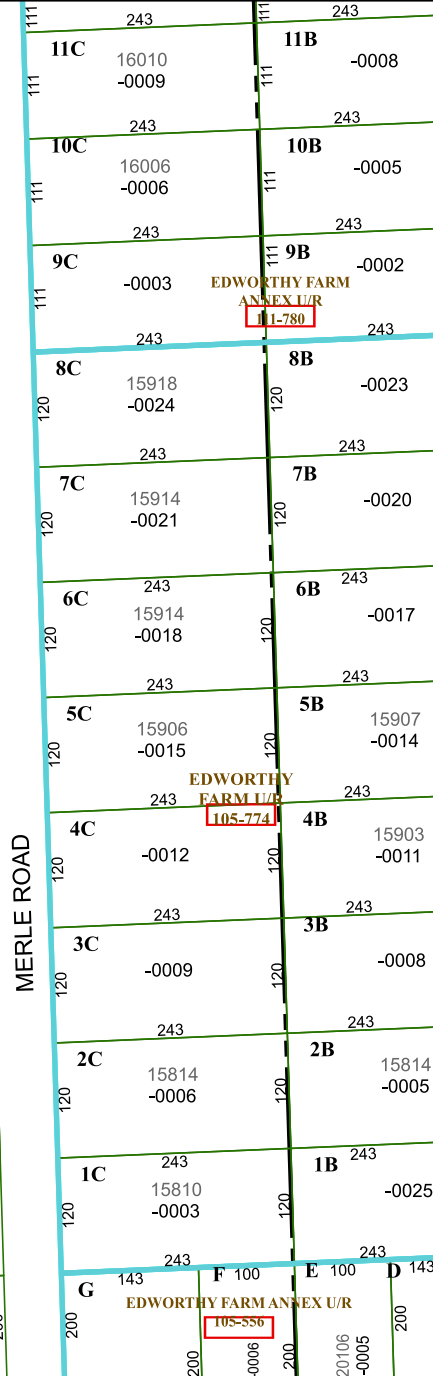 111 243 111 243
11C 16010 11B -0008
111 -0009 111
243 243
10C 16006 10B -0005
111 -0006 111
243 243
9C -0003 111 9B -0002
111
EDWORTHY FARM
ANNEX U/R
111-780
243 243
8C 15918 8B -0023
120 -0024 120
243 243
7C 15914 7B -0020
120 -0021 120
243 243
6C 15914 6B -0017
120 -0018 120
243 243
5C 15906 5B 15907
120 -0015 120 -0014
EDWORTHY
FARM U/R
105-774
243 243
4C -0012 4B 15903
120 120 -0011
MERLE ROAD
243 243
3C -0009 3B -0008
120 120
243 243
2C 15814 2B 15814
120 -0006 120 -0005
243 243
1C 15810 1B -0025
120 -0003 120
243 243
G 143 F 100 E 100 D 143
EDWORTHY FARM ANNEX U/R
105-556
200 200 -0006 200 20106 -0005 200